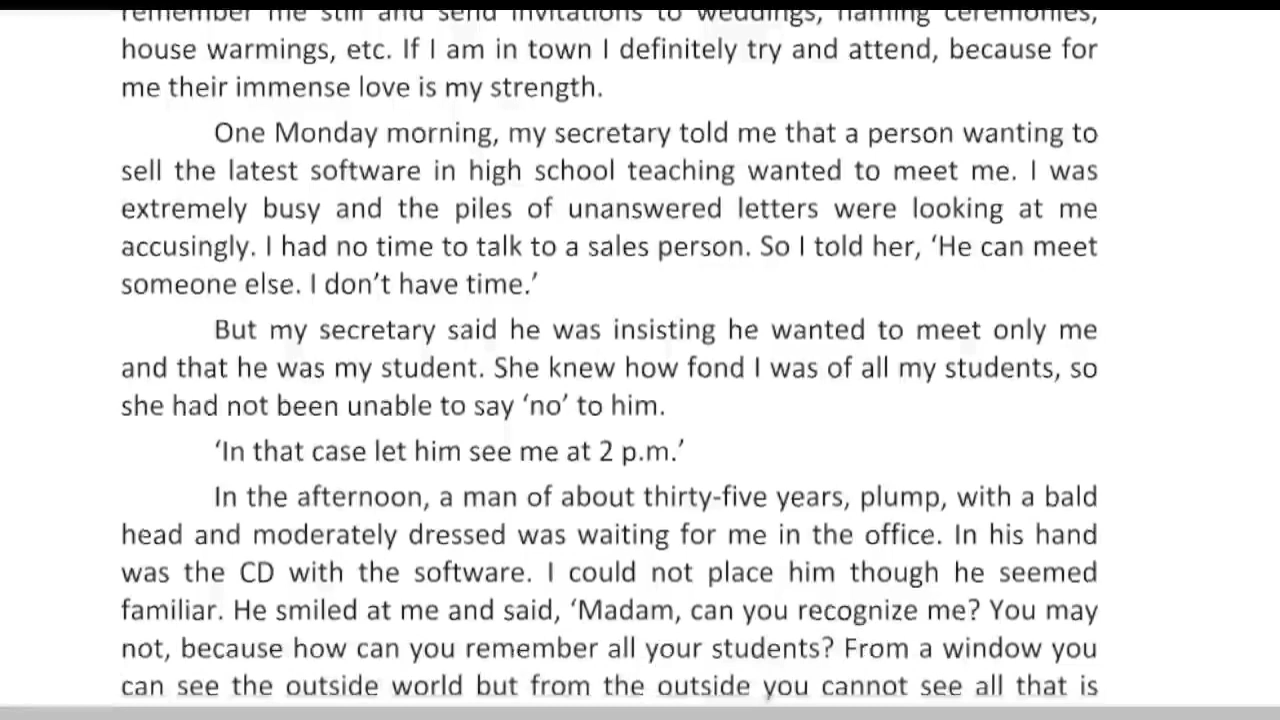 remember me still and send invitations to weddings, naming ceremonies,
house warmings, etc. If I am in town I definitely try and attend, because for
me their immense love is my strength.
One Monday morning, my secretary told me that a person wanting to
sell the latest software in high school teaching wanted to meet me. I was
extremely busy and the piles of unanswered letters were looking at me
accusingly. I had no time to talk to a sales person. So I told her, ‘He can meet
someone else. I don’t have time.’
But my secretary said he was insisting he wanted to meet only me
and that he was my student. She knew how fond I was of all my students, so
she had not been unable to say ‘no’ to him.
‘In that case let him see me at 2 p.m.’
In the afternoon, a man of about thirty-five years, plump, with a bald
head and moderately dressed was waiting for me in the office. In his hand
was the CD with the software. I could not place him though he seemed
familiar. He smiled at me and said, ‘Madam, can you recognize me? You may
not, because how can you remember all your students? From a window you
can see the outside world but from the outside you cannot see all that is